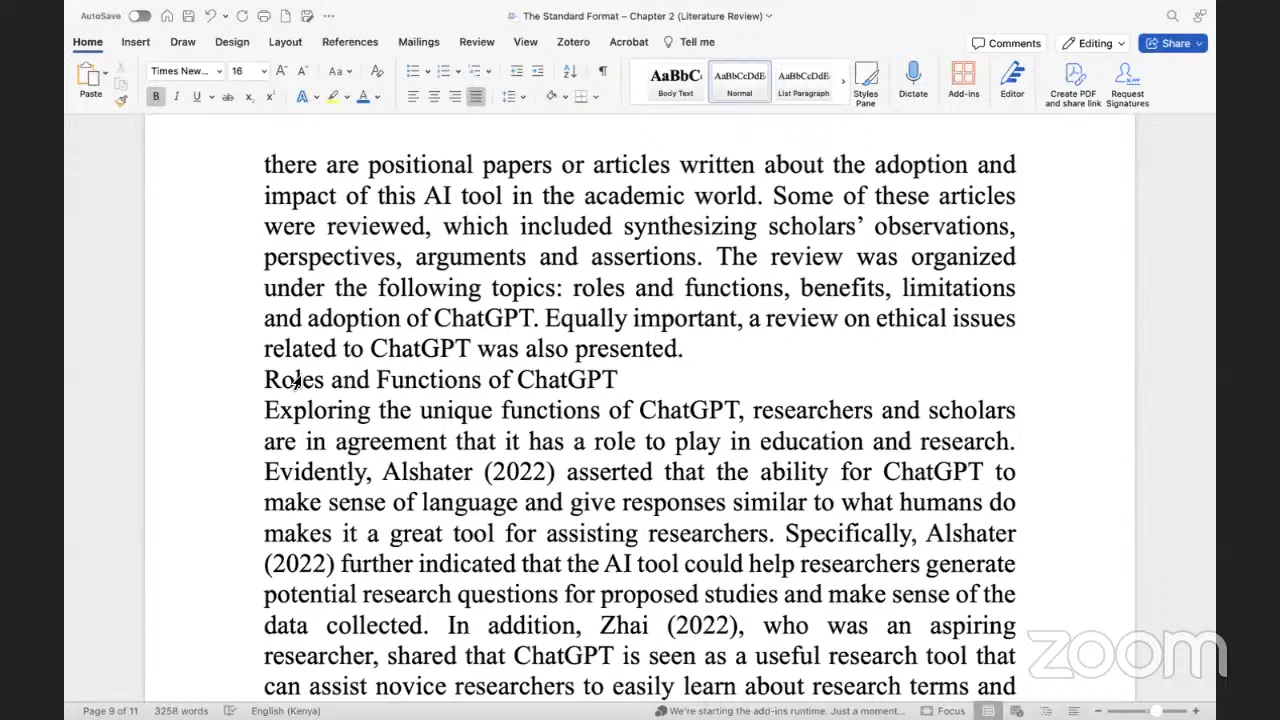 AutoSave
The Standard Format – Chapter 2 (Literature Review)
Home Insert Draw Design Layout References Mailings Review View Zotero Acrobat Tell me
Comments Editing Share
Paste
Times New... 16
AaBbC AaBbCcDdE AaBbCcDdE
Body Text Normal List Paragraph
Styles Pane
Dictate
Add-ins
Editor
Create PDF and share link
Request Signatures
there are positional papers or articles written about the adoption and
impact of this AI tool in the academic world. Some of these articles
were reviewed, which included synthesizing scholars’ observations,
perspectives, arguments and assertions. The review was organized
under the following topics: roles and functions, benefits, limitations
and adoption of ChatGPT. Equally important, a review on ethical issues
related to ChatGPT was also presented.
Roles and Functions of ChatGPT
Exploring the unique functions of ChatGPT, researchers and scholars
are in agreement that it has a role to play in education and research.
Evidently, Alshater (2022) asserted that the ability for ChatGPT to
make sense of language and give responses similar to what humans do
makes it a great tool for assisting researchers. Specifically, Alshater
(2022) further indicated that the AI tool could help researchers generate
potential research questions for proposed studies and make sense of the
data collected. In addition, Zhai (2022), who was an aspiring
researcher, shared that ChatGPT is seen as a useful research tool that
can assist novice researchers to easily learn about research terms and
zoom
Page 9 of 11 3258 words English (Kenya) We're starting the add-ins runtime. Just a moment... Focus